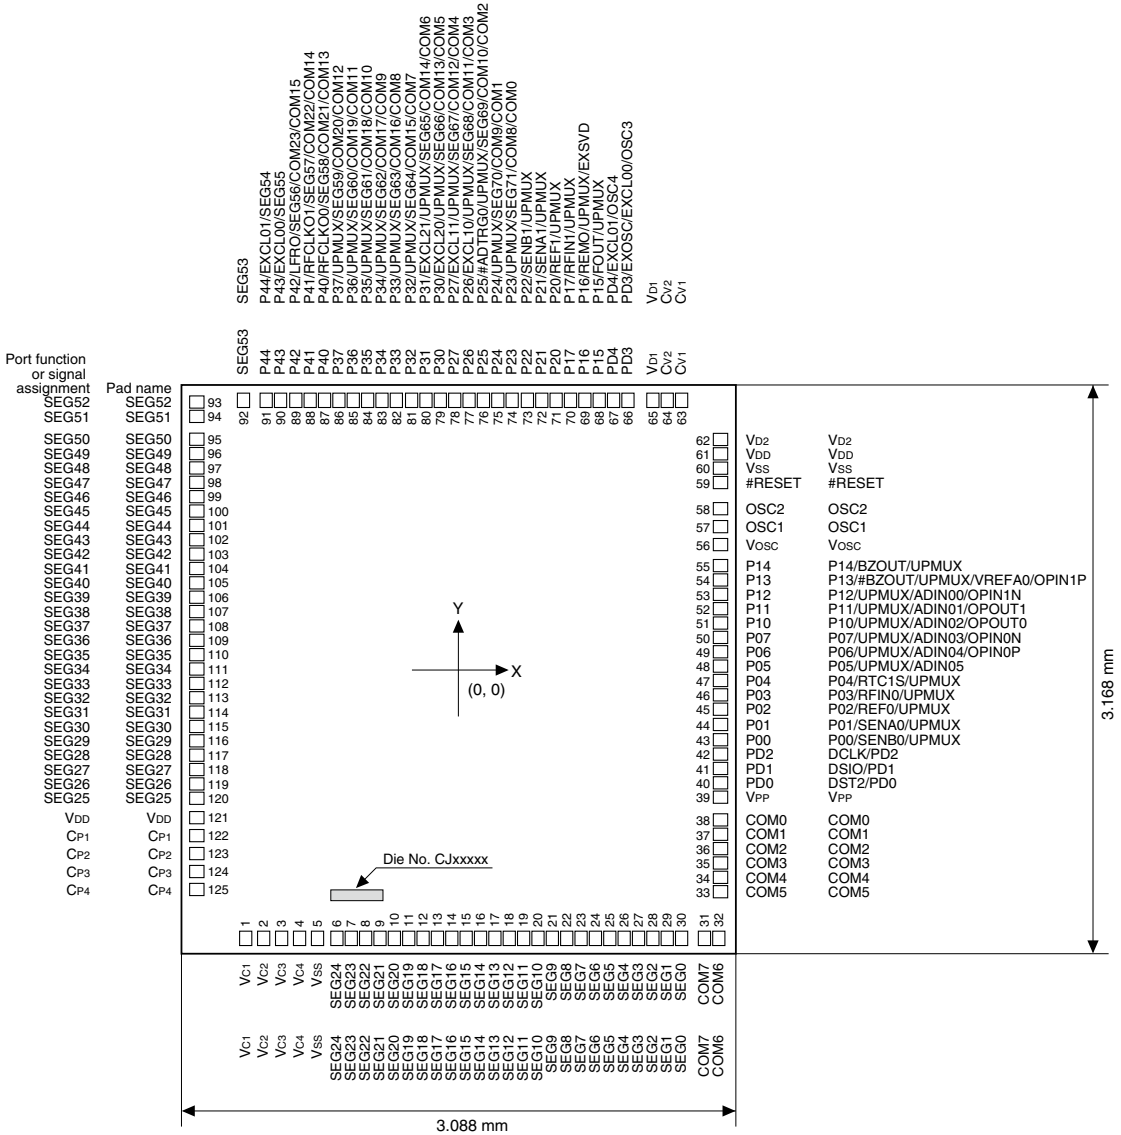 SEG53
P44/EXCL01/SEG54
P43/EXCL00/SEG55
P42/LFRO/SEG56/COM23/COM15
P41/RFCLKO1/SEG57/COM22/COM14
P40/RFCLKO0/SEG58/COM21/COM13
P37/UPMUX/SEG59/COM20/COM12
P36/UPMUX/SEG60/COM19/COM11
P35/UPMUX/SEG61/COM18/COM10
P34/UPMUX/SEG62/COM17/COM9
P33/UPMUX/SEG63/COM16/COM8
P32/UPMUX/SEG64/COM15/COM7
P31/EXCL21/UPMUX/SEG65/COM14/COM6
P30/EXCL20/UPMUX/SEG66/COM13/COM5
P27/EXCL11/UPMUX/SEG67/COM12/COM4
P26/EXCL10/UPMUX/SEG68/COM11/COM3
P25/#ADTRG0/UPMUX/SEG69/COM10/COM2
P24/UPMUX/SEG70/COM9/COM1
P23/UPMUX/SEG71/COM8/COM0
P22/SENB1/UPMUX
P21/SENA1/UPMUX
P20/REF1/UPMUX
P17/RFIN1/UPMUX
P16/REMO/UPMUX/EXSVD
P15/FOUT/UPMUX
PD4/EXCL01/OSC4
PD3/EXOSC/EXCL00/OSC3
VD1
CV2
CV1
SEG53 P44 P43 P42 P41 P40 P37 P36 P35 P34 P33 P32 P31 P30 P27 P26 P25 P24 P23 P22 P21 P20 P17 P16 P15 PD4 PD3 VD1 CV2 CV1
92 91 90 89 88 87 86 85 84 83 82 81 80 79 78 77 76 75 74 73 72 71 70 69 68 67 66 65 64 63
Port function
or signal
assignment Pad name
SEG52 SEG52 93
SEG51 SEG51 94
SEG50 SEG50 95
SEG49 SEG49 96
SEG48 SEG48 97
SEG47 SEG47 98
SEG46 SEG46 99
SEG45 SEG45 100
SEG44 SEG44 101
SEG43 SEG43 102
SEG42 SEG42 103
SEG41 SEG41 104
SEG40 SEG40 105
SEG39 SEG39 106
SEG38 SEG38 107
SEG37 SEG37 108
SEG36 SEG36 109
SEG35 SEG35 110
SEG34 SEG34 111
SEG33 SEG33 112
SEG32 SEG32 113
SEG31 SEG31 114
SEG30 SEG30 115
SEG29 SEG29 116
SEG28 SEG28 117
SEG27 SEG27 118
SEG26 SEG26 119
SEG25 SEG25 120
VDD VDD 121
CP1 CP1 122
CP2 CP2 123
CP3 CP3 124
CP4 CP4 125
Y
X
(0, 0)
Die No. CJxxxxx
62 VD2 VD2
61 VDD VDD
60 VSS VSS
59 #RESET #RESET
58 OSC2 OSC2
57 OSC1 OSC1
56 VOSC VOSC
55 P14 P14/BZOUT/UPMUX
54 P13 P13/#BZOUT/UPMUX/VREFA0/OPIN1P
53 P12 P12/UPMUX/ADIN00/OPIN1N
52 P11 P11/UPMUX/ADIN01/OPOUT1
51 P10 P10/UPMUX/ADIN02/OPOUT0
50 P07 P07/UPMUX/ADIN03/OPIN0N
49 P06 P06/UPMUX/ADIN04/OPIN0P
48 P05 P05/UPMUX/ADIN05
47 P04 P04/RTC1S/UPMUX
46 P03 P03/RFIN0/UPMUX
45 P02 P02/REF0/UPMUX
44 P01 P01/SENA0/UPMUX
43 P00 P00/SENB0/UPMUX
42 PD2 DCLK/PD2
41 PD1 DSIO/PD1
40 PD0 DST2/PD0
39 VPP VPP
38 COM0 COM0
37 COM1 COM1
36 COM2 COM2
35 COM3 COM3
34 COM4 COM4
33 COM5 COM5
3.168 mm
1 2 3 4 5 6 7 8 9 10 11 12 13 14 15 16 17 18 19 20 21 22 23 24 25 26 27 28 29 30 31 32
VC1 VC2 VC3 VC4 VSS SEG24 SEG23 SEG22 SEG21 SEG20 SEG19 SEG18 SEG17 SEG16 SEG15 SEG14 SEG13 SEG12 SEG11 SEG10 SEG9 SEG8 SEG7 SEG6 SEG5 SEG4 SEG3 SEG2 SEG1 SEG0 COM7 COM6
VC1 VC2 VC3 VC4 VSS SEG24 SEG23 SEG22 SEG21 SEG20 SEG19 SEG18 SEG17 SEG16 SEG15 SEG14 SEG13 SEG12 SEG11 SEG10 SEG9 SEG8 SEG7 SEG6 SEG5 SEG4 SEG3 SEG2 SEG1 SEG0 COM7 COM6
3.088 mm